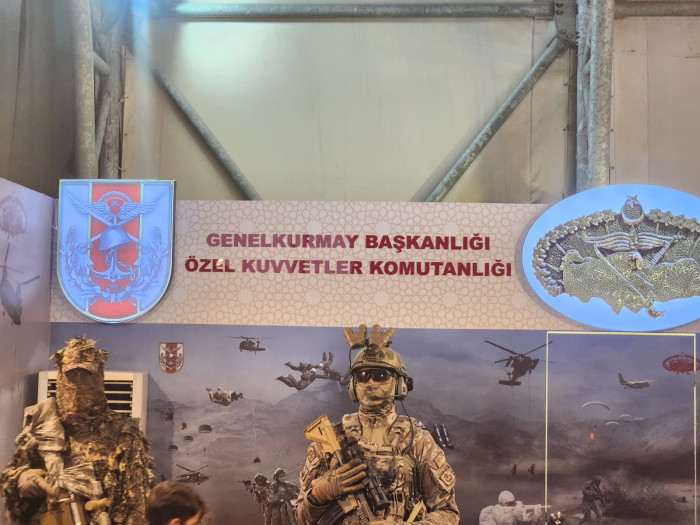 GENELKURMAY BAŞKANLIĞI
ÖZEL KUVVETLER KOMUTANLIĞI